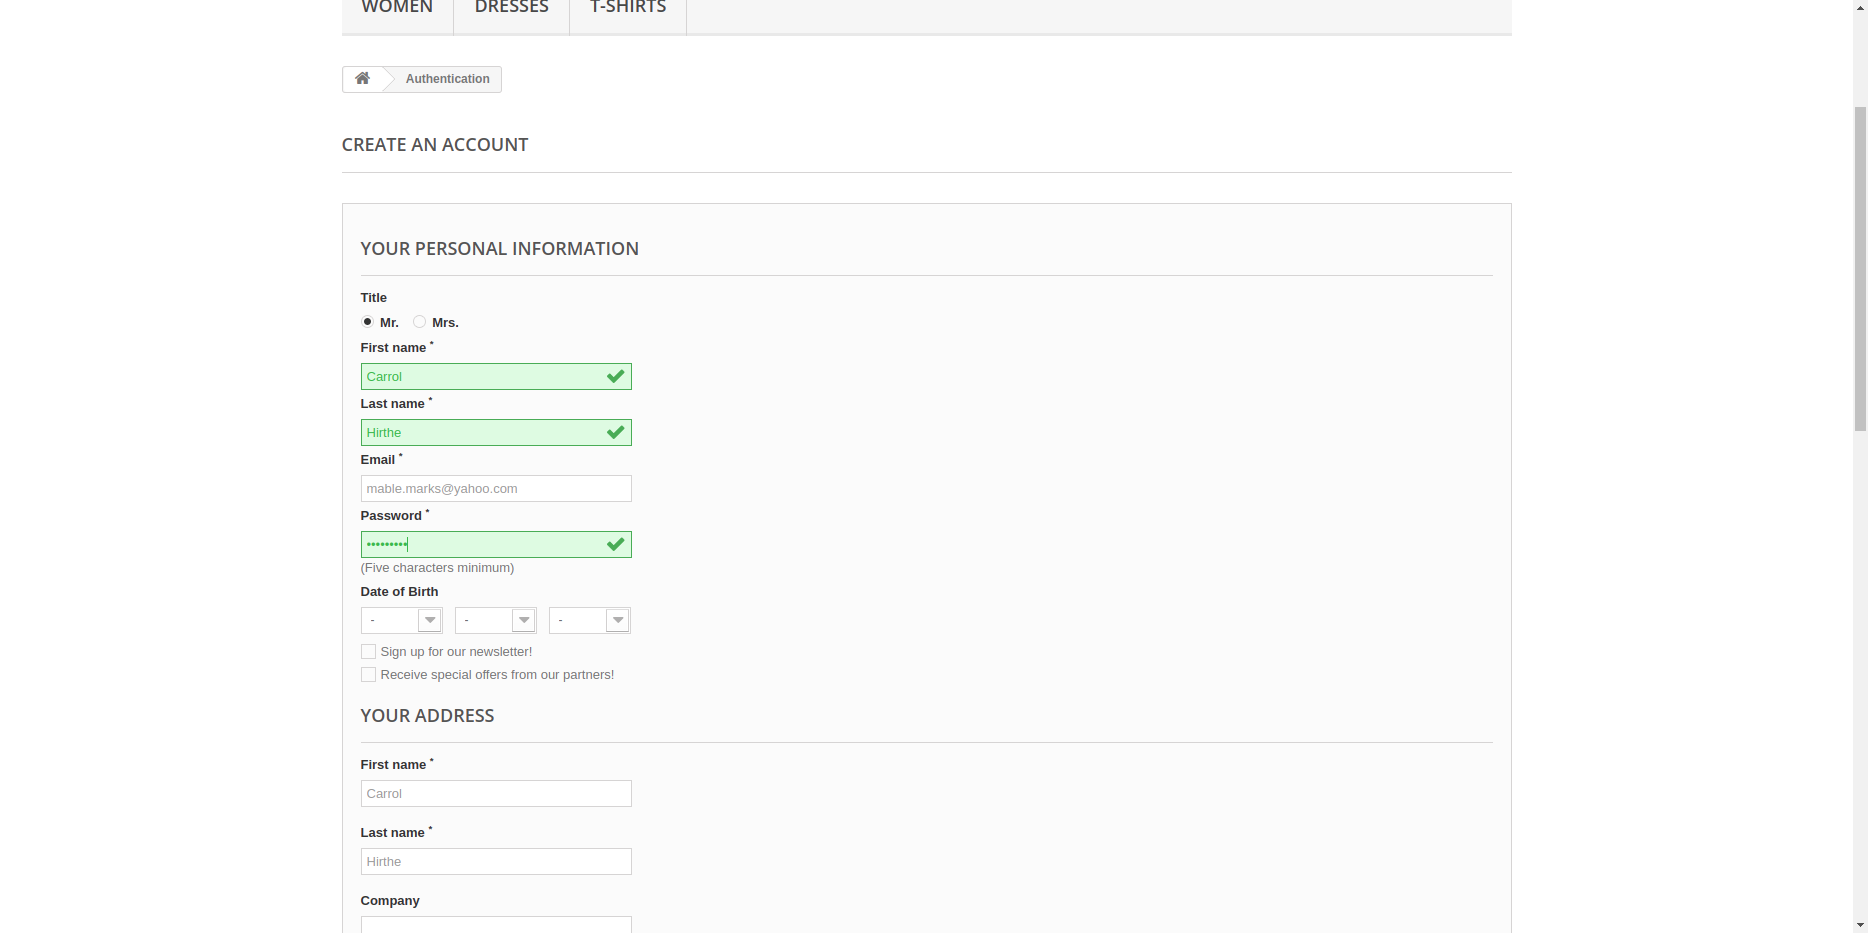 WOMEN DRESSES T-SHIRTS
Authentication
CREATE AN ACCOUNT
YOUR PERSONAL INFORMATION
Title
Mr. Mrs.
First name *
Carrol
Last name *
Hirthe
Email *
mable.marks@yahoo.com
Password *
•••••••••
(Five characters minimum)
Date of Birth
- - -
Sign up for our newsletter!
Receive special offers from our partners!
YOUR ADDRESS
First name *
Carrol
Last name *
Hirthe
Company